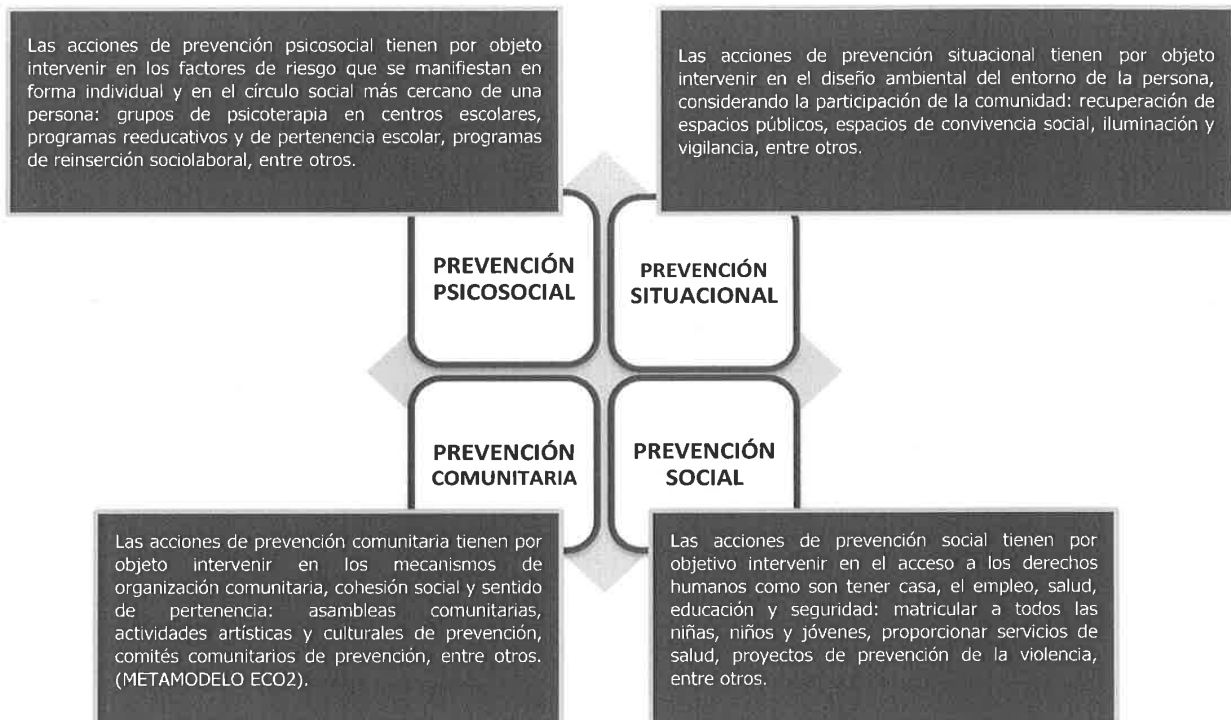 Las acciones de prevención psicosocial tienen por objeto
intervenir en los factores de riesgo que se manifiestan en
forma individual y en el círculo social más cercano de una
persona: grupos de psicoterapia en centros escolares,
programas reeducativos y de pertenencia escolar, programas
de reinserción sociolaboral, entre otros.
Las acciones de prevención situacional tienen por objeto
intervenir en el diseño ambiental del entorno de la persona,
considerando la participación de la comunidad: recuperación de
espacios públicos, espacios de convivencia social, iluminación y
vigilancia, entre otros.
PREVENCIÓN
PSICOSOCIAL
PREVENCIÓN
SITUACIONAL
PREVENCIÓN
COMUNITARIA
PREVENCIÓN
SOCIAL
Las acciones de prevención comunitaria tienen por
objeto intervenir en los mecanismos de
organización comunitaria, cohesión social y sentido
de pertenencia: asambleas comunitarias,
actividades artísticas y culturales de prevención,
comités comunitarios de prevención, entre otros.
(METAMODELO ECO2).
Las acciones de prevención social tienen por
objetivo intervenir en el acceso a los derechos
humanos como son tener casa, el empleo, salud,
educación y seguridad: matricular a todos las
niñas, niños y jóvenes, proporcionar servicios de
salud, proyectos de prevención de la violencia,
entre otros.